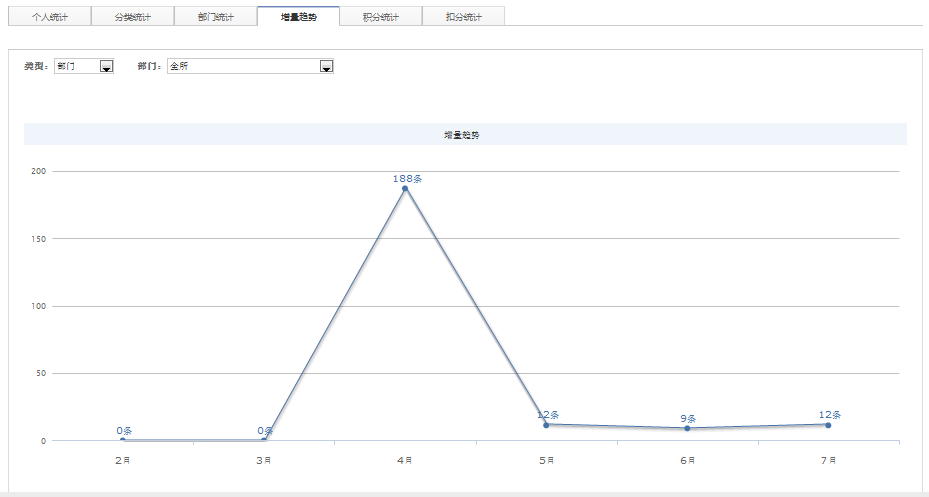 个人统计 分类统计 部门统计 增量趋势 积分统计 扣分统计
类型： 部门 部门： 全所
增量趋势
200
188条
150
100
50
12条 9条 12条
0条 0条
0
2月 3月 4月 5月 6月 7月